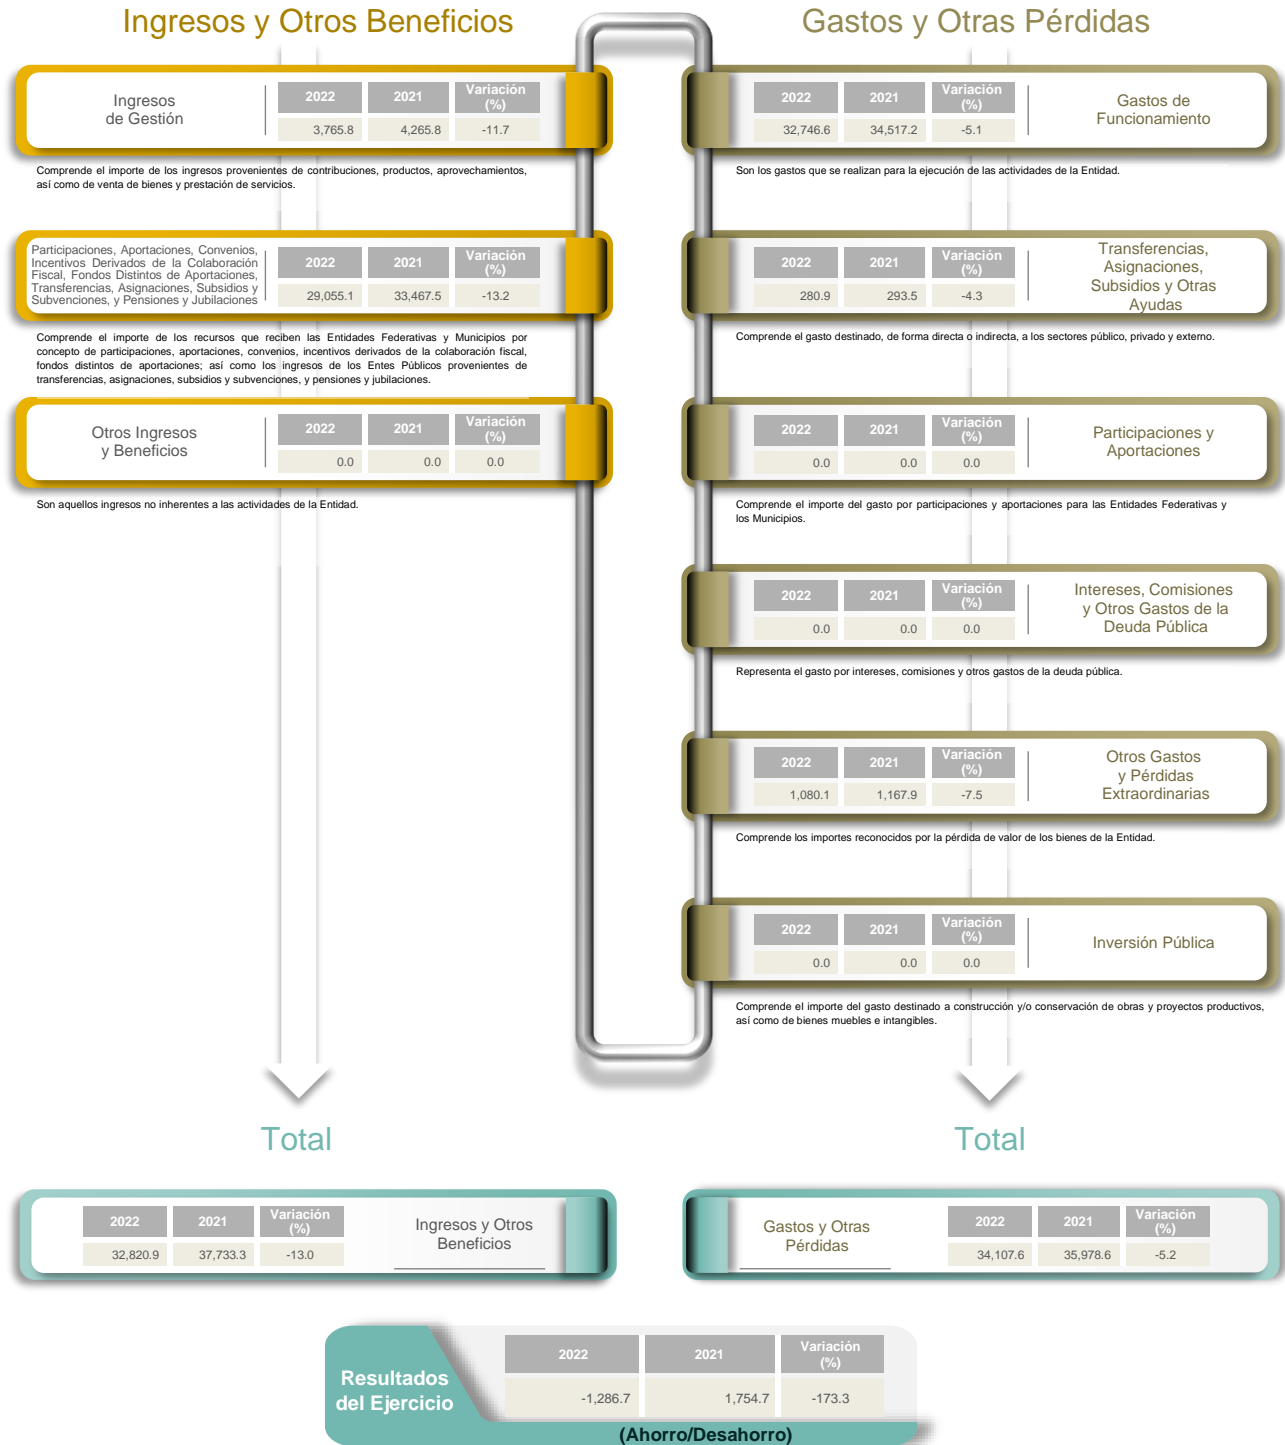 Ingresos y Otros Beneficios
Ingresos
de Gestión
2022 2021 Variación
(%)
3,765.8 4,265.8 -11.7
Comprende el importe de los ingresos provenientes de contribuciones, productos, aprovechamientos,
así como de venta de bienes y prestación de servicios.
Participaciones, Aportaciones, Convenios,
Incentivos Derivados de la Colaboración
Fiscal, Fondos Distintos de Aportaciones,
Transferencias, Asignaciones, Subsidios y
Subvenciones, y Pensiones y Jubilaciones
2022 2021 Variación
(%)
29,055.1 33,467.5 -13.2
Comprende el importe de los recursos que reciben las Entidades Federativas y Municipios por
concepto de participaciones, aportaciones, convenios, incentivos derivados de la colaboración fiscal,
fondos distintos de aportaciones; así como los ingresos de los Entes Públicos provenientes de
transferencias, asignaciones, subsidios y subvenciones, y pensiones y jubilaciones.
Otros Ingresos
y Beneficios
2022 2021 Variación
(%)
0.0 0.0 0.0
Son aquellos ingresos no inherentes a las actividades de la Entidad.
Gastos y Otras Pérdidas
2022 2021 Variación
(%)
32,746.6 34,517.2 -5.1
Gastos de
Funcionamiento
Son los gastos que se realizan para la ejecución de las actividades de la Entidad.
2022 2021 Variación
(%)
280.9 293.5 -4.3
Transferencias,
Asignaciones,
Subsidios y Otras
Ayudas
Comprende el gasto destinado, de forma directa o indirecta, a los sectores público, privado y externo.
2022 2021 Variación
(%)
0.0 0.0 0.0
Participaciones y
Aportaciones
Comprende el importe del gasto por participaciones y aportaciones para las Entidades Federativas y
los Municipios.
2022 2021 Variación
(%)
0.0 0.0 0.0
Intereses, Comisiones
y Otros Gastos de la
Deuda Pública
Representa el gasto por intereses, comisiones y otros gastos de la deuda pública.
2022 2021 Variación
(%)
1,080.1 1,167.9 -7.5
Otros Gastos
y Pérdidas
Extraordinarias
Comprende los importes reconocidos por la pérdida de valor de los bienes de la Entidad.
2022 2021 Variación
(%)
0.0 0.0 0.0
Inversión Pública
Comprende el importe del gasto destinado a construcción y/o conservación de obras y proyectos productivos,
así como de bienes muebles e intangibles.
Total
2022 2021 Variación
(%)
32,820.9 37,733.3 -13.0
Ingresos y Otros
Beneficios
Total
Gastos y Otras
Pérdidas
2022 2021 Variación
(%)
34,107.6 35,978.6 -5.2
Resultados
del Ejercicio
2022 2021 Variación
(%)
-1,286.7 1,754.7 -173.3
(Ahorro/Desahorro)